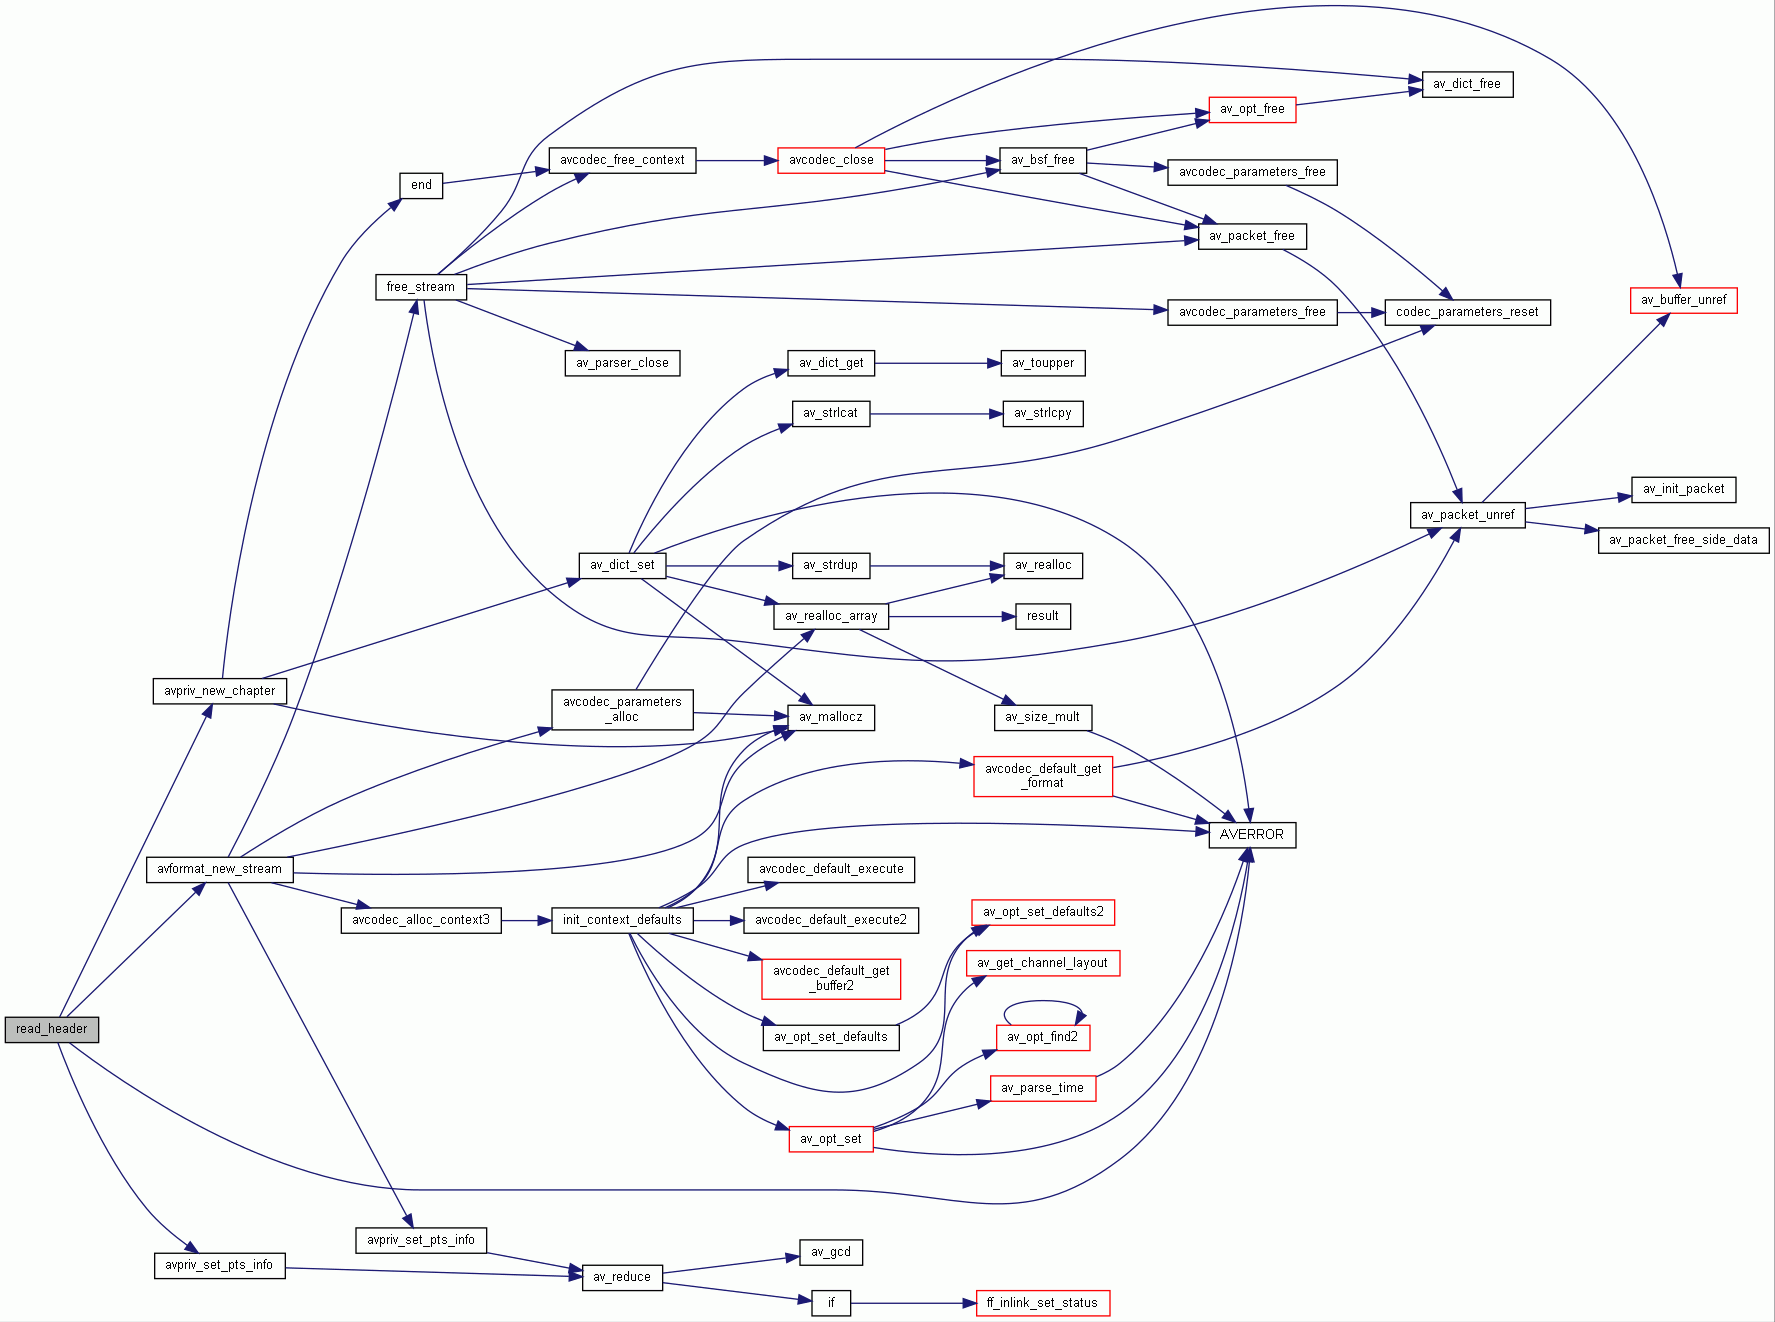 av_dict_free
av_opt_free
avcodec_free_context
avcodec_close
av_bsf_free
avcodec_parameters_free
end
av_packet_free
free_stream
av_buffer_unref
avcodec_parameters_free
codec_parameters_reset
av_parser_close
av_dict_get
av_toupper
av_strlcat
av_strlcpy
av_init_packet
av_packet_unref
av_packet_free_side_data
av_dict_set
av_strdup
av_realloc
av_realloc_array
result
avpriv_new_chapter
avcodec_parameters
_alloc
av_mallocz
av_size_mult
avcodec_default_get
_format
AVERROR
avformat_new_stream
avcodec_default_execute
avcodec_alloc_context3
init_context_defaults
avcodec_default_execute2
av_opt_set_defaults2
av_get_channel_layout
avcodec_default_get
_buffer2
read_header
av_opt_set_defaults
av_opt_find2
av_parse_time
av_opt_set
avpriv_set_pts_info
av_gcd
avpriv_set_pts_info
av_reduce
if
ff_inlink_set_status